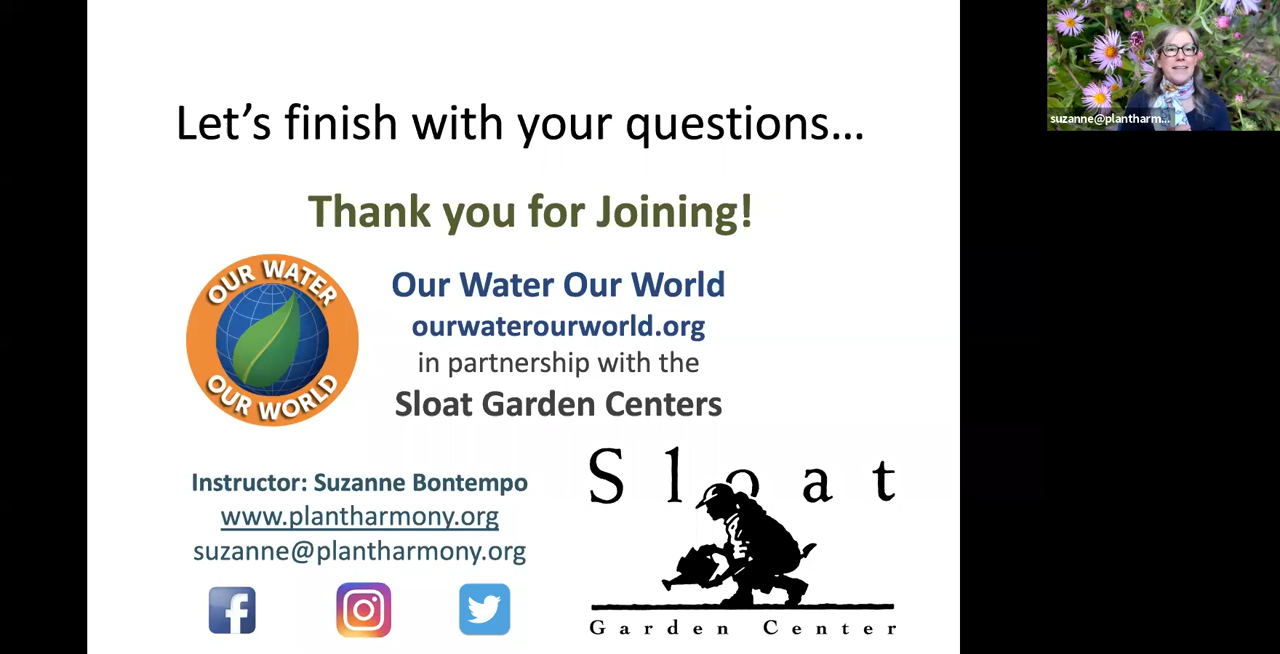 Let's finish with your questions...
Thank you for Joining!
OUR WATER
OUR WORLD
Our Water Our World
ourwaterourworld.org
in partnership with the
Sloat Garden Centers
Instructor: Suzanne Bontempo
www.plantharmony.org
suzanne@plantharmony.org
Sloat
Garden Center
suzanne@plantharm...